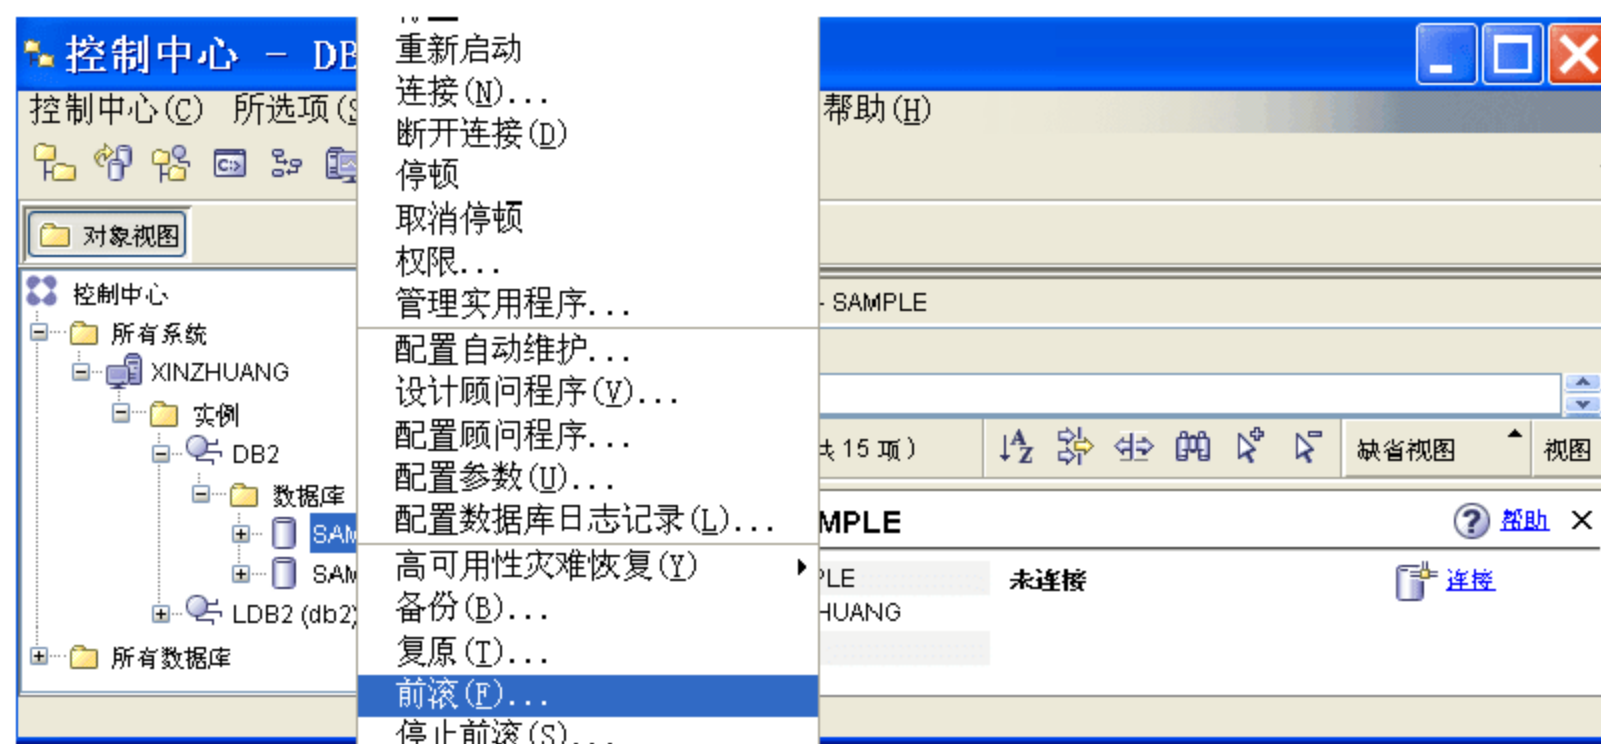 控制中心 - DB
控制中心(C) 所选项(S
帮助(H)
对象视图
控制中心
所有系统
XINZHUANG
实例
DB2
数据库
SAM
SAM
LDB2 (db2)
所有数据库
重新启动
连接(N)...
断开连接(D)
停顿
取消停顿
权限...
管理实用程序...
配置自动维护...
设计顾问程序(V)...
配置顾问程序...
配置参数(U)...
配置数据库日志记录(L)...
高可用性灾难恢复(Y)
备份(B)...
复原(T)...
前滚(F)...
停止前滚(S)...
- SAMPLE
共 15 项)
缺省视图
视图
MPLE
帮助
PLE
未连接
连接
HUANG